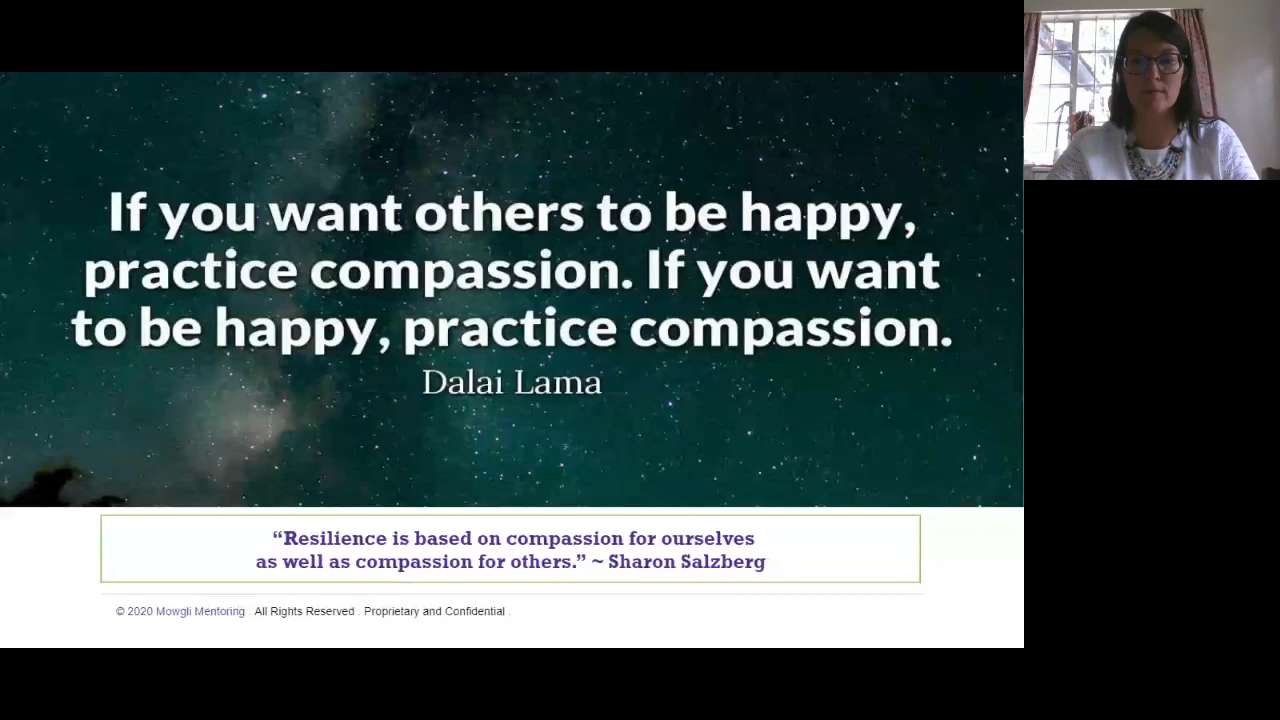 If you want others to be happy,
practice compassion. If you want
to be happy, practice compassion.
Dalai Lama
“Resilience is based on compassion for ourselves
as well as compassion for others.” ~ Sharon Salzberg
© 2020 Mowgli Mentoring . All Rights Reserved . Proprietary and Confidential .